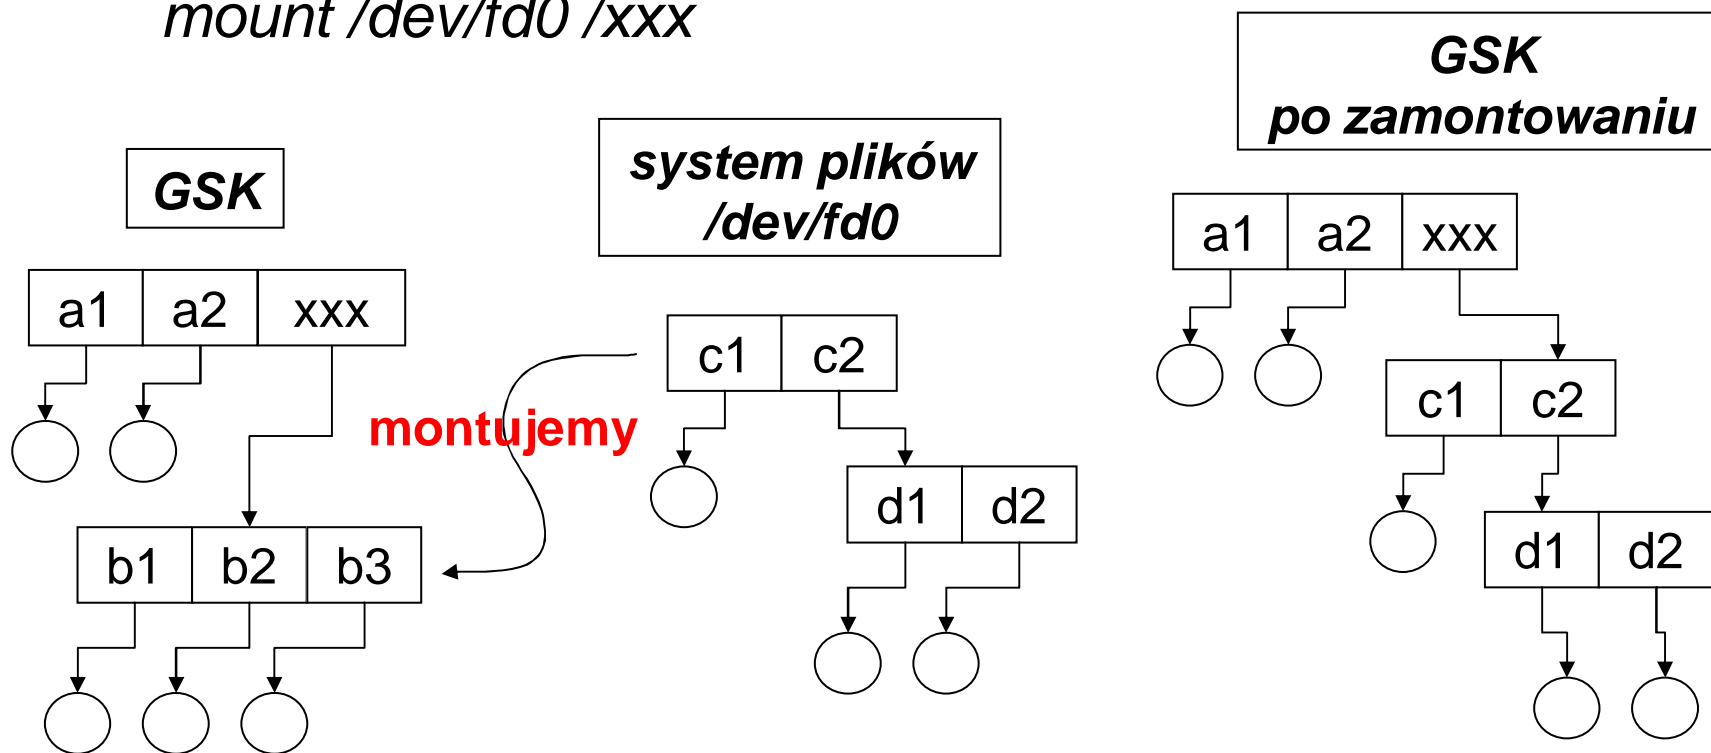 mount /dev/fd0 /xxx
GSK
a1 a2 xxx
b1 b2 b3
montujemy
system plików
/dev/fd0
c1 c2
d1 d2
GSK
po zamontowaniu
a1 a2 xxx
c1 c2
d1 d2